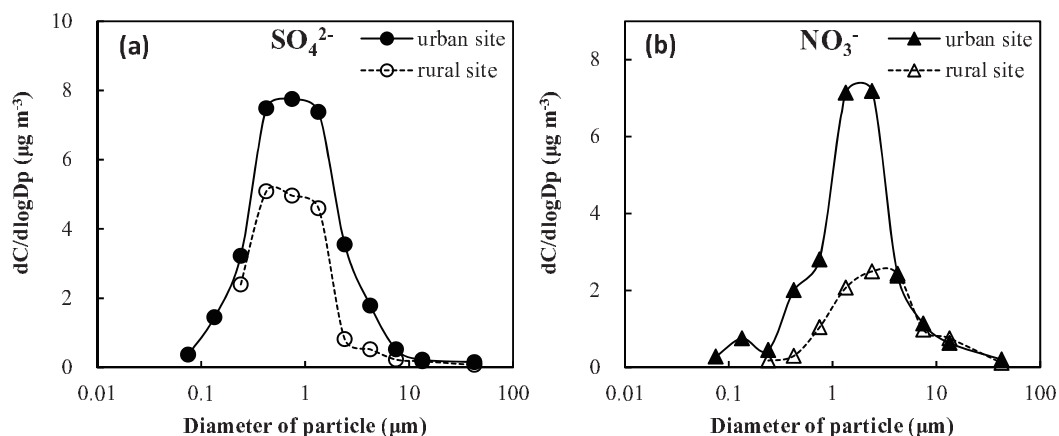 (a)
SO₄²⁻
urban site
rural site
10
8
6
4
2
0
0.01 0.1 1 10 100
dC/dlogDp (µg m⁻³)
Diameter of particle (µm)
(b)
NO₃⁻
urban site
rural site
8
6
4
2
0
0.01 0.1 1 10 100
dC/dlogDp (µg m⁻³)
Diameter of particle (µm)